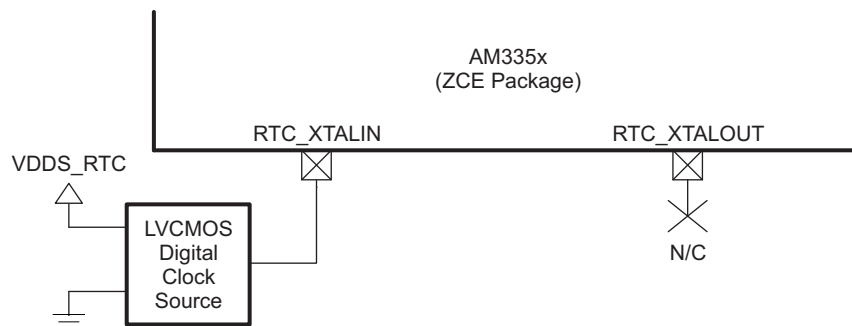 AM335x
(ZCE Package)
RTC_XTALIN
RTC_XTALOUT
VDDS_RTC
LVCMOS
Digital
Clock
Source
N/C